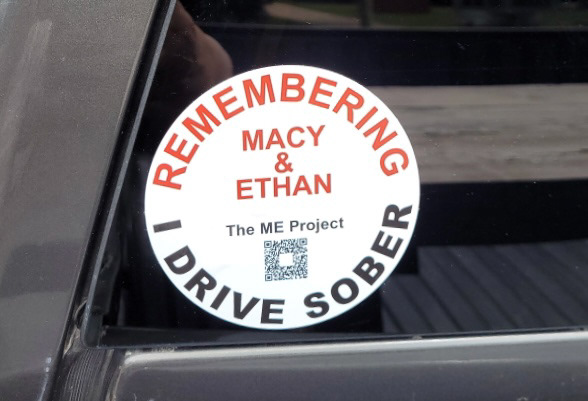 REMEMBERING
MACY
&
ETHAN
The ME Project
I DRIVE SOBER